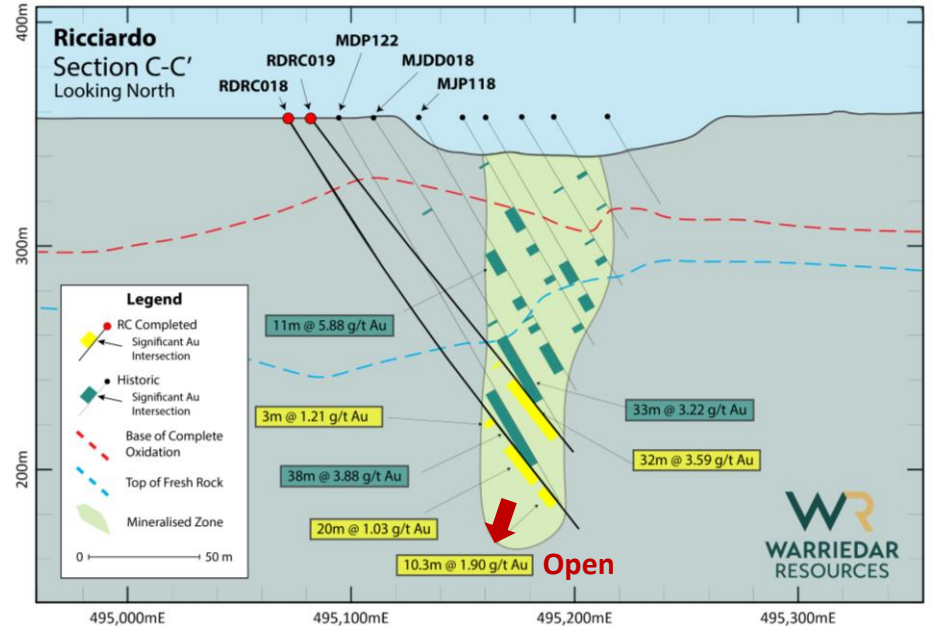 400m
300m
200m
Ricciardo
Section C-C'
Looking North
MDP122
RDRC019
MJDD018
RDRC018
MJP118
Legend
RC Completed
Significant Au
Intersection
Historic
Significant Au
Intersection
Base of Complete
Oxidation
Top of Fresh Rock
Mineralised Zone
0
50 m
11m @ 5.88 g/t Au
3m @ 1.21 g/t Au
33m @ 3.22 g/t Au
32m @ 3.59 g/t Au
38m @ 3.88 g/t Au
20m @ 1.03 g/t Au
10.3m @ 1.90 g/t Au
Open
WR
WARRIEDAR
RESOURCES
495,000mE
495,100mE
495,200mE
495,300mE